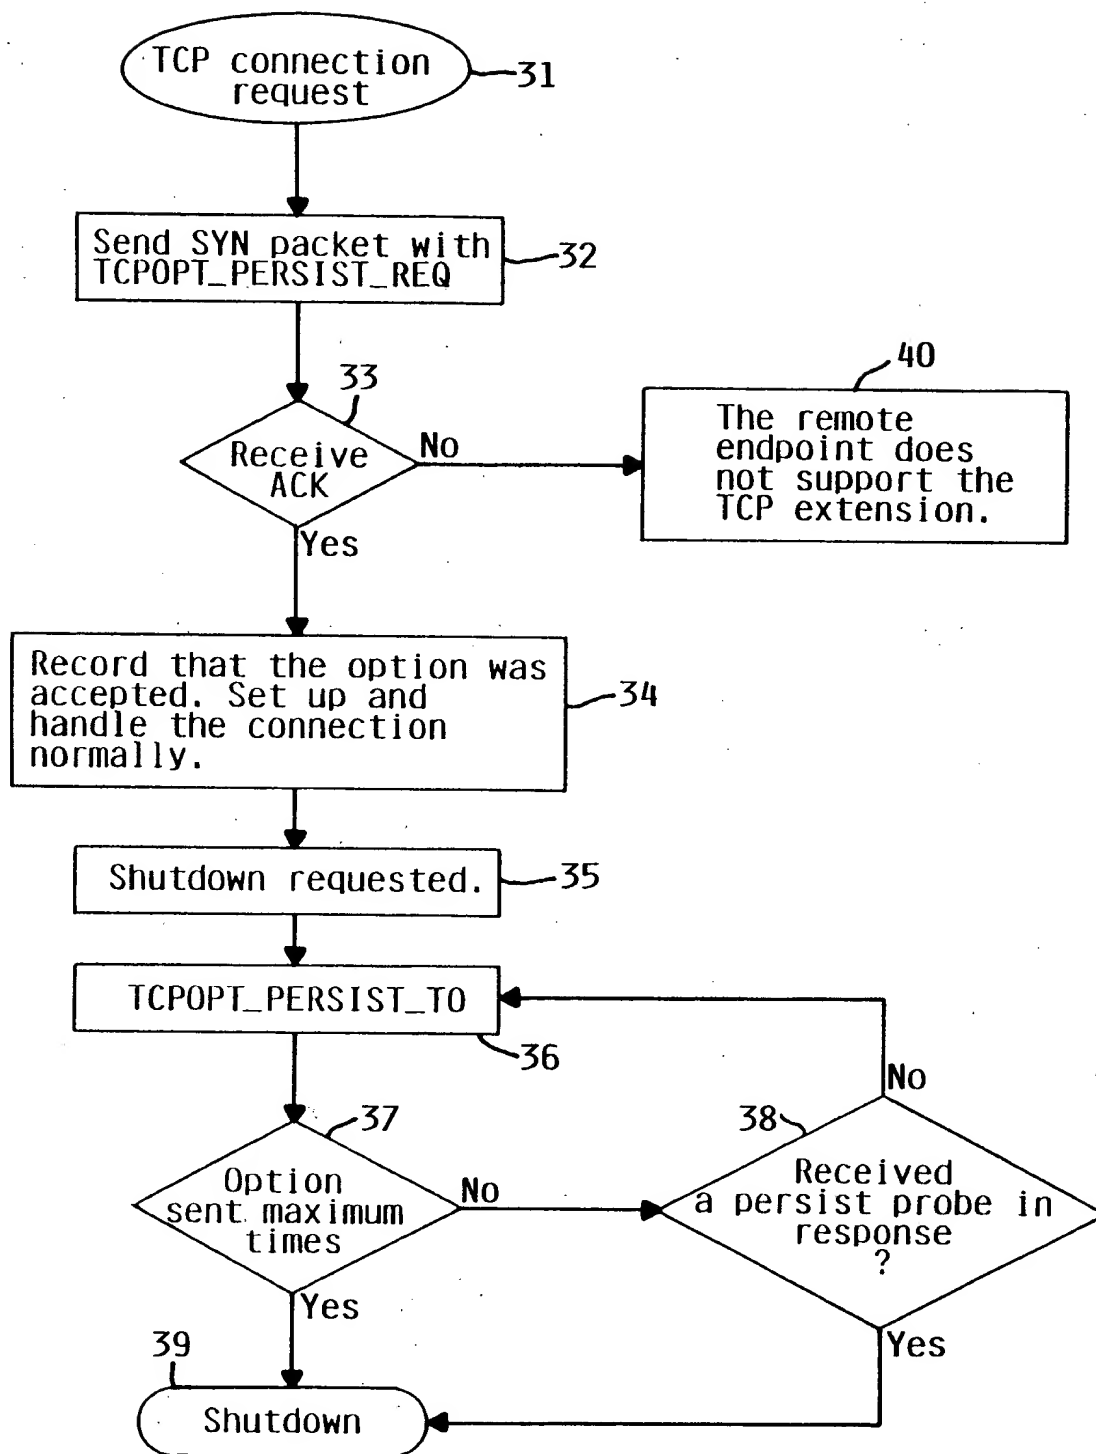 TCP connection
request
31
Send SYN packet with
TCPOPT_PERSIST_REQ
32
33
Receive
ACK
No
Yes
40
The remote
endpoint does
not support the
TCP extension.
Record that the option was
accepted. Set up and
handle the connection
normally.
34
Shutdown requested.
35
TCPOPT_PERSIST_TO
36
37
Option
sent maximum
times
No
Yes
38
Received
a persist probe in
response
?
No
Yes
39
Shutdown